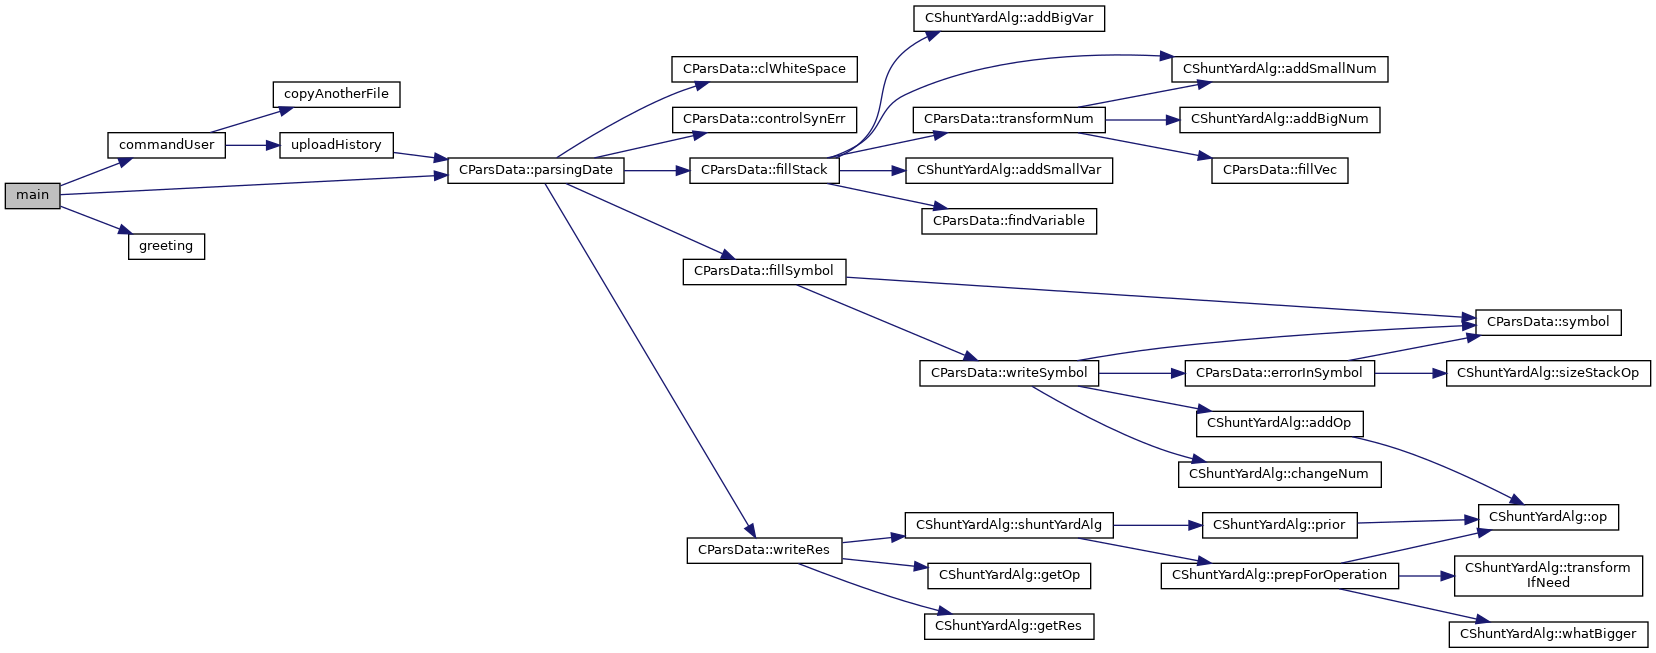 main
commandUser
greeting
copyAnotherFile
uploadHistory
CParsData::parsingDate
CParsData::clWhiteSpace
CParsData::controlSynErr
CParsData::fillStack
CParsData::fillSymbol
CParsData::writeRes
CShuntYardAlg::addBigVar
CParsData::transformNum
CShuntYardAlg::addSmallVar
CParsData::findVariable
CParsData::writeSymbol
CShuntYardAlg::shuntYardAlg
CShuntYardAlg::getOp
CShuntYardAlg::getRes
CShuntYardAlg::addSmallNum
CShuntYardAlg::addBigNum
CParsData::fillVec
CParsData::errorInSymbol
CShuntYardAlg::addOp
CShuntYardAlg::changeNum
CShuntYardAlg::prior
CShuntYardAlg::prepForOperation
CParsData::symbol
CShuntYardAlg::sizeStackOp
CShuntYardAlg::op
CShuntYardAlg::transform
IfNeed
CShuntYardAlg::whatBigger